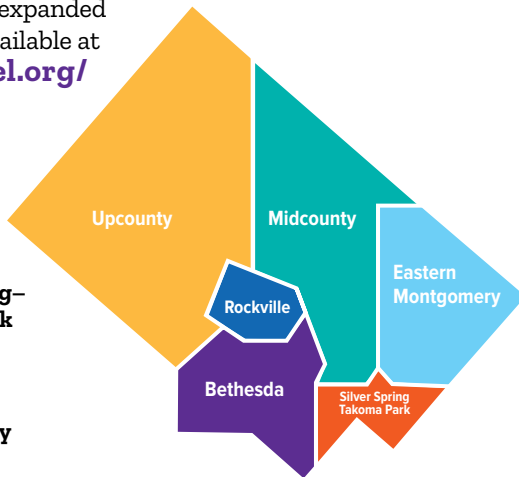 expanded
ailable at
el.org/
Upcounty
Midcounty
Eastern
Montgomery
g–
k
Rockville
Bethesda
Silver Spring
Takoma Park
y